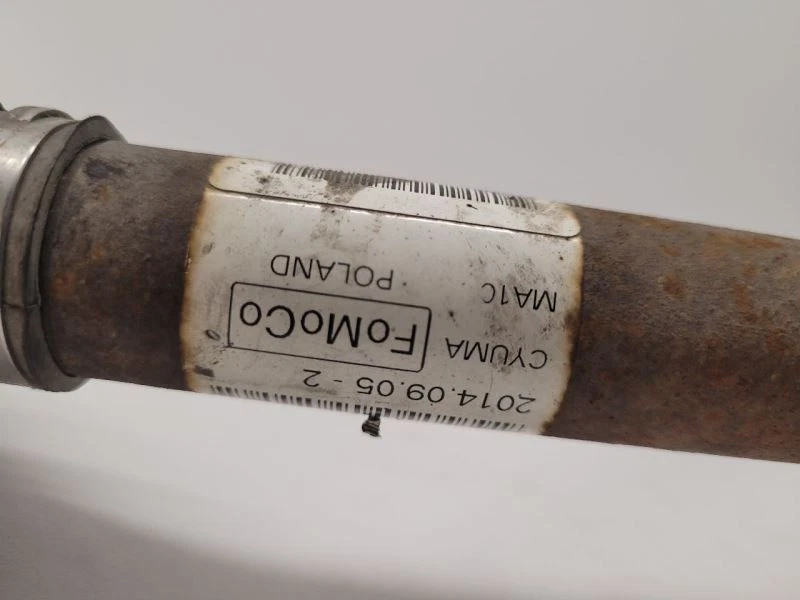 2014.09.05 - 2
CYUMA FoMoCo
MA1C POLAND